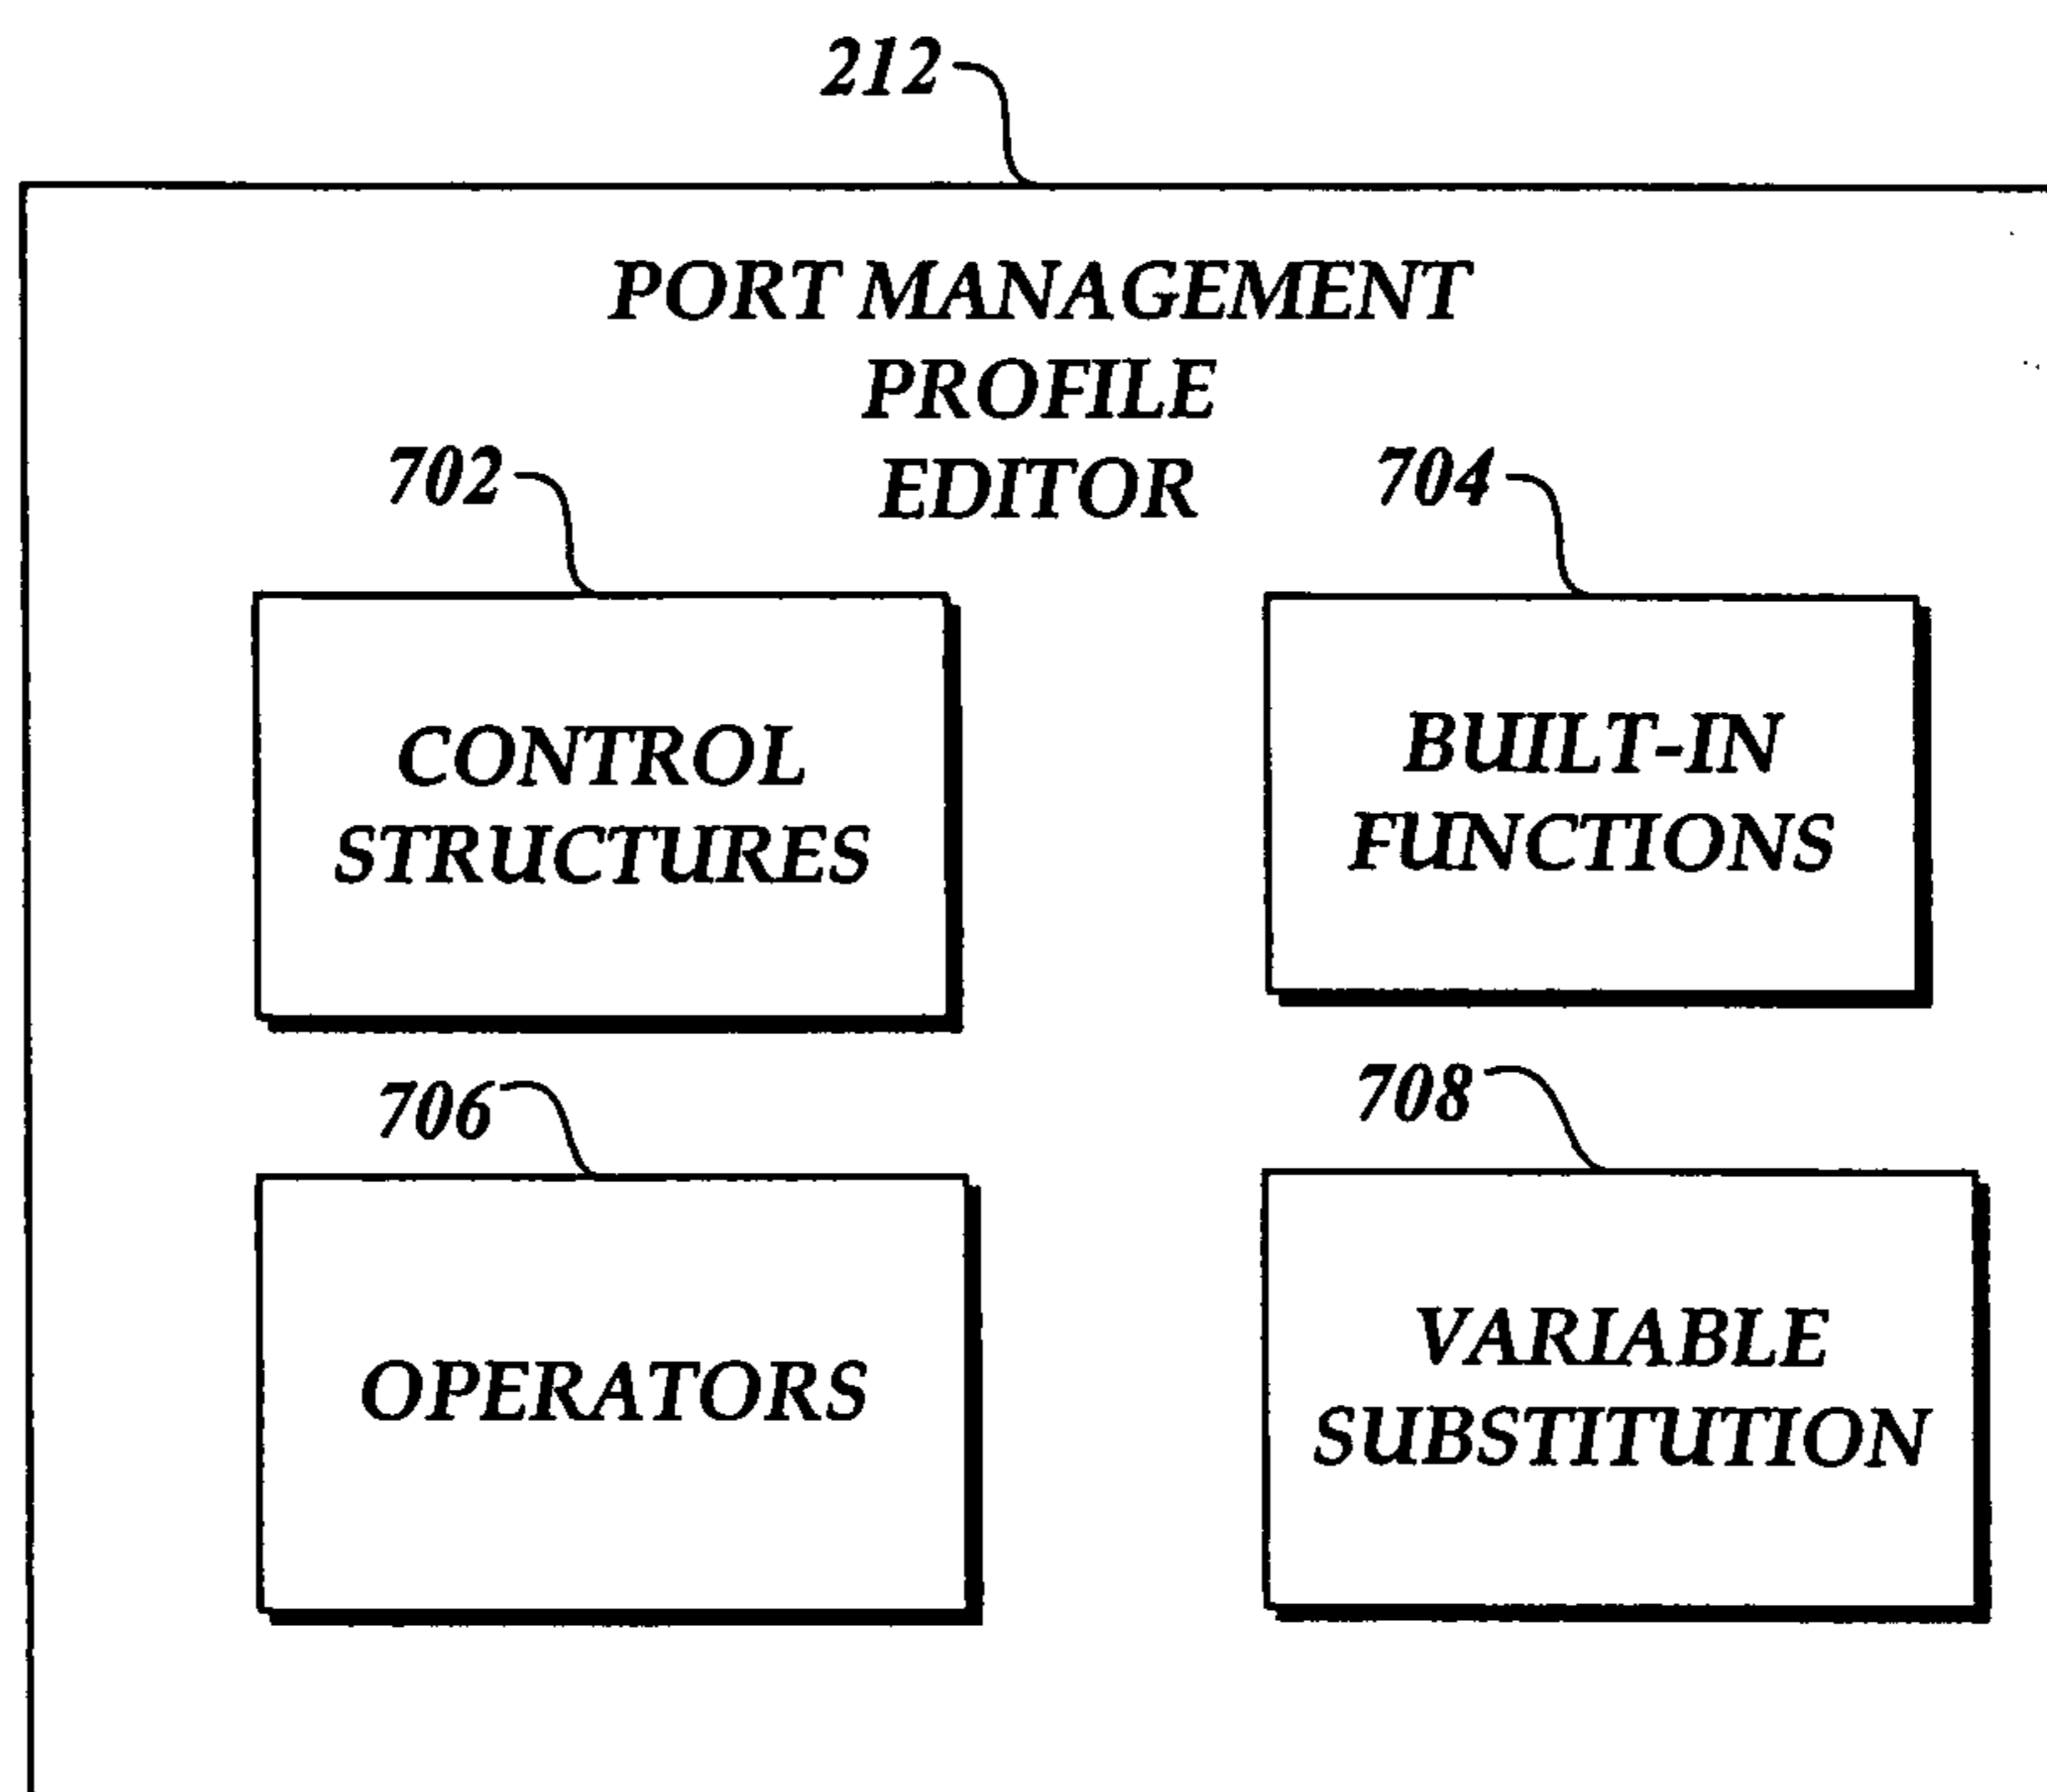 212
PORT MANAGEMENT
PROFILE
EDITOR
702
704
CONTROL
STRUCTURES
BUILT-IN
FUNCTIONS
706
708
OPERATORS
VARIABLE
SUBSTITUTION